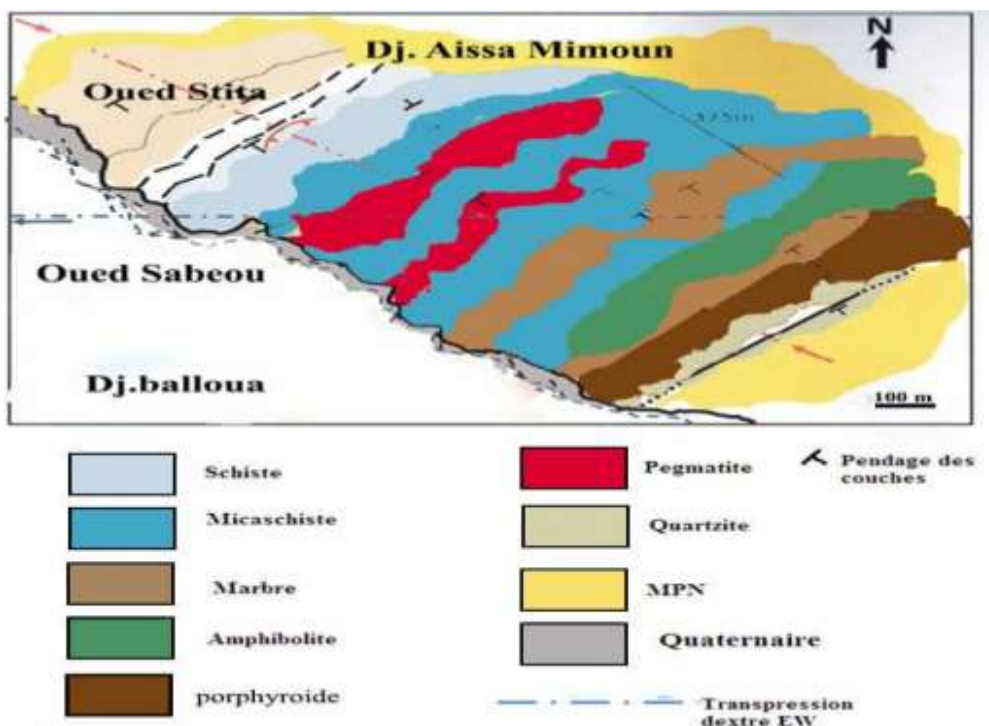 N
Dj. Aissa Mimoun
Oued Stita
Oued Sabeou
Dj.balloua
100 m
Schiste
Pegmatite
Pendage des
couches
Micaschiste
Quartzite
Marbre
MPN
Amphibolite
Quaternaire
porphyroide
Transpression
dextre EW